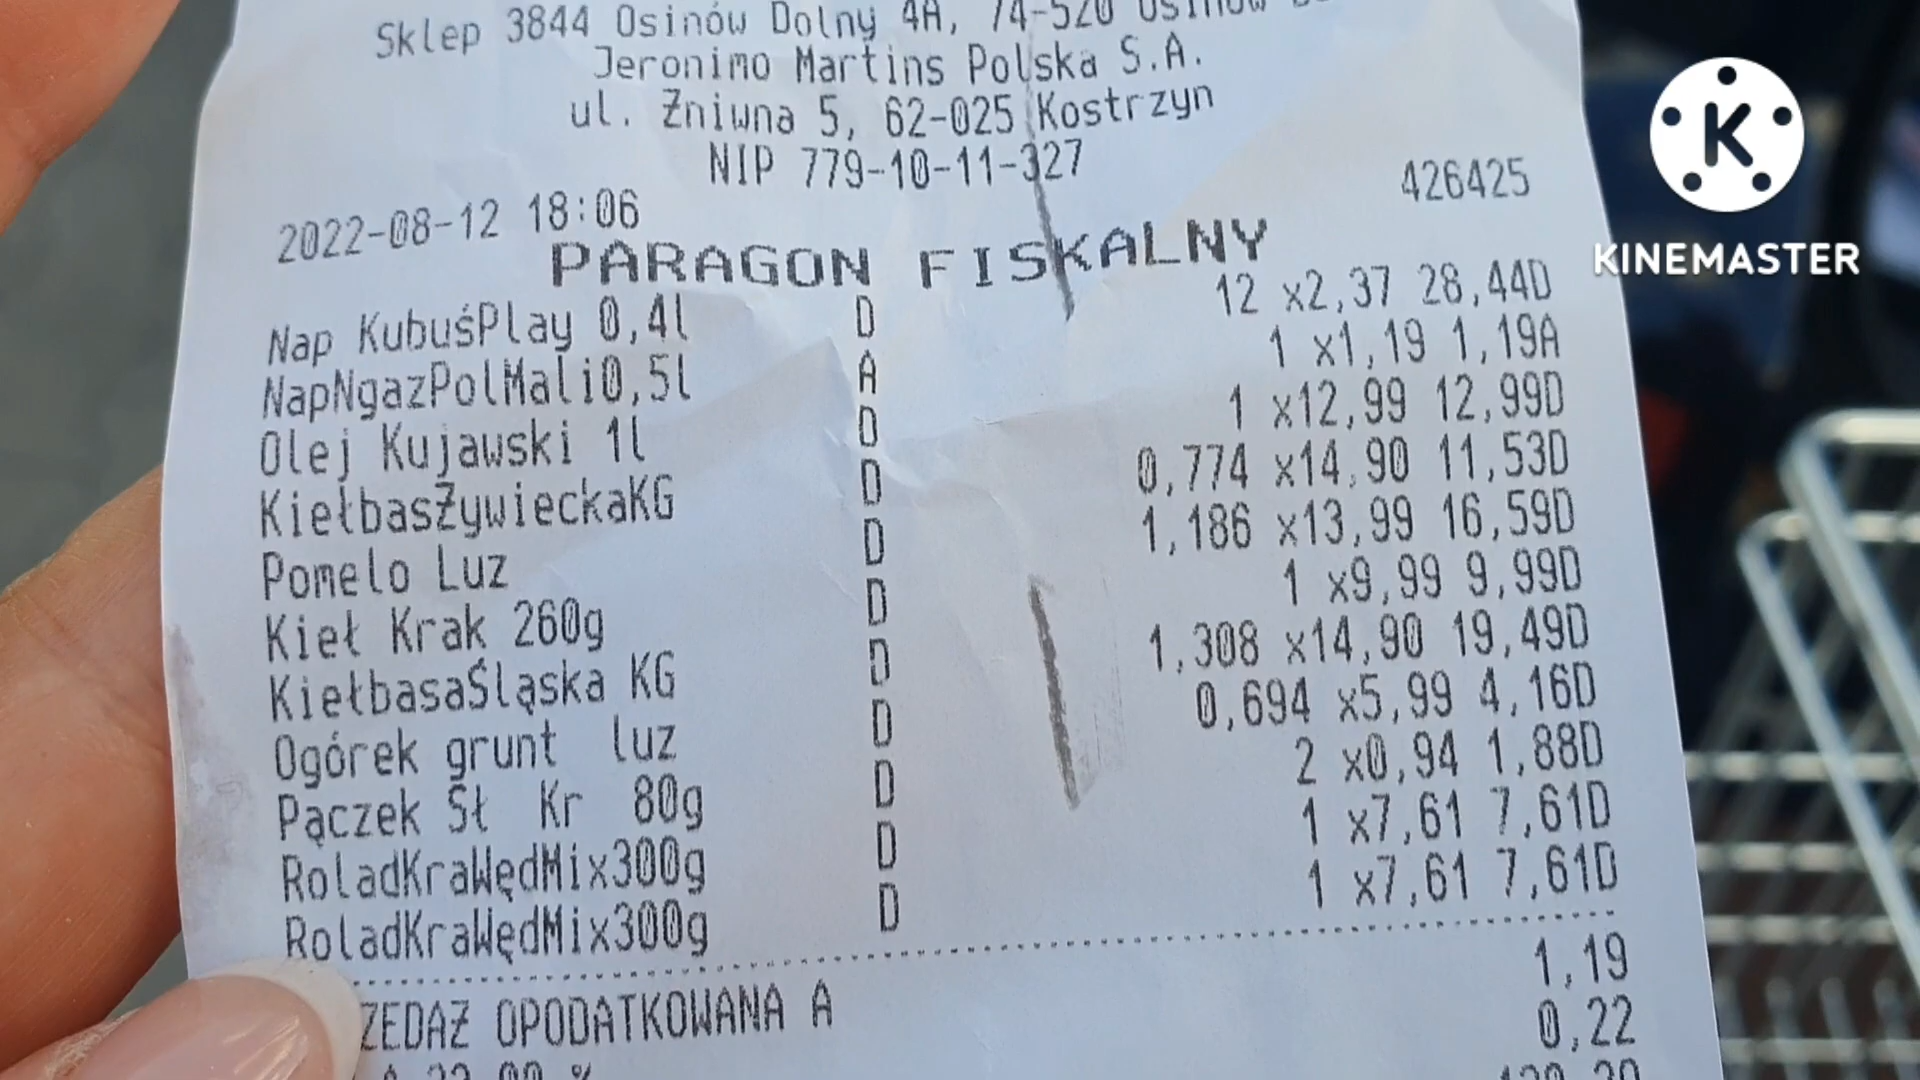 Sklep 3844 Osinów Dolny 4A, 74-520 Osinów
Jeronimo Martins Polska S.A.
ul. Żniwna 5, 62-025 Kostrzyn
NIP 779-10-11-327
2022-08-12 18:06 426425
PARAGON FISKALNY
Nap KubuśPlay 0,4l D 12 x2,37 28,44D
NapNgazPolMali0,5l A 1 x1,19 1,19A
Olej Kujawski 1l D 1 x12,99 12,99D
KiełbasŻywieckaKG D 0,774 x14,90 11,53D
Pomelo Luz D 1,186 x13,99 16,59D
Kieł Krak 260g D 1 x9,99 9,99D
KiełbasaŚląska KG D 1,308 x14,90 19,49D
Ogórek grunt luz D 0,694 x5,99 4,16D
Pączek Sł Kr 80g D 2 x0,94 1,88D
RoladKraWędMix300g D 1 x7,61 7,61D
RoladKraWędMix300g D 1 x7,61 7,61D
ZEDAŻ OPODATKOWANA A 1,19
0,22
K
KINEMASTER